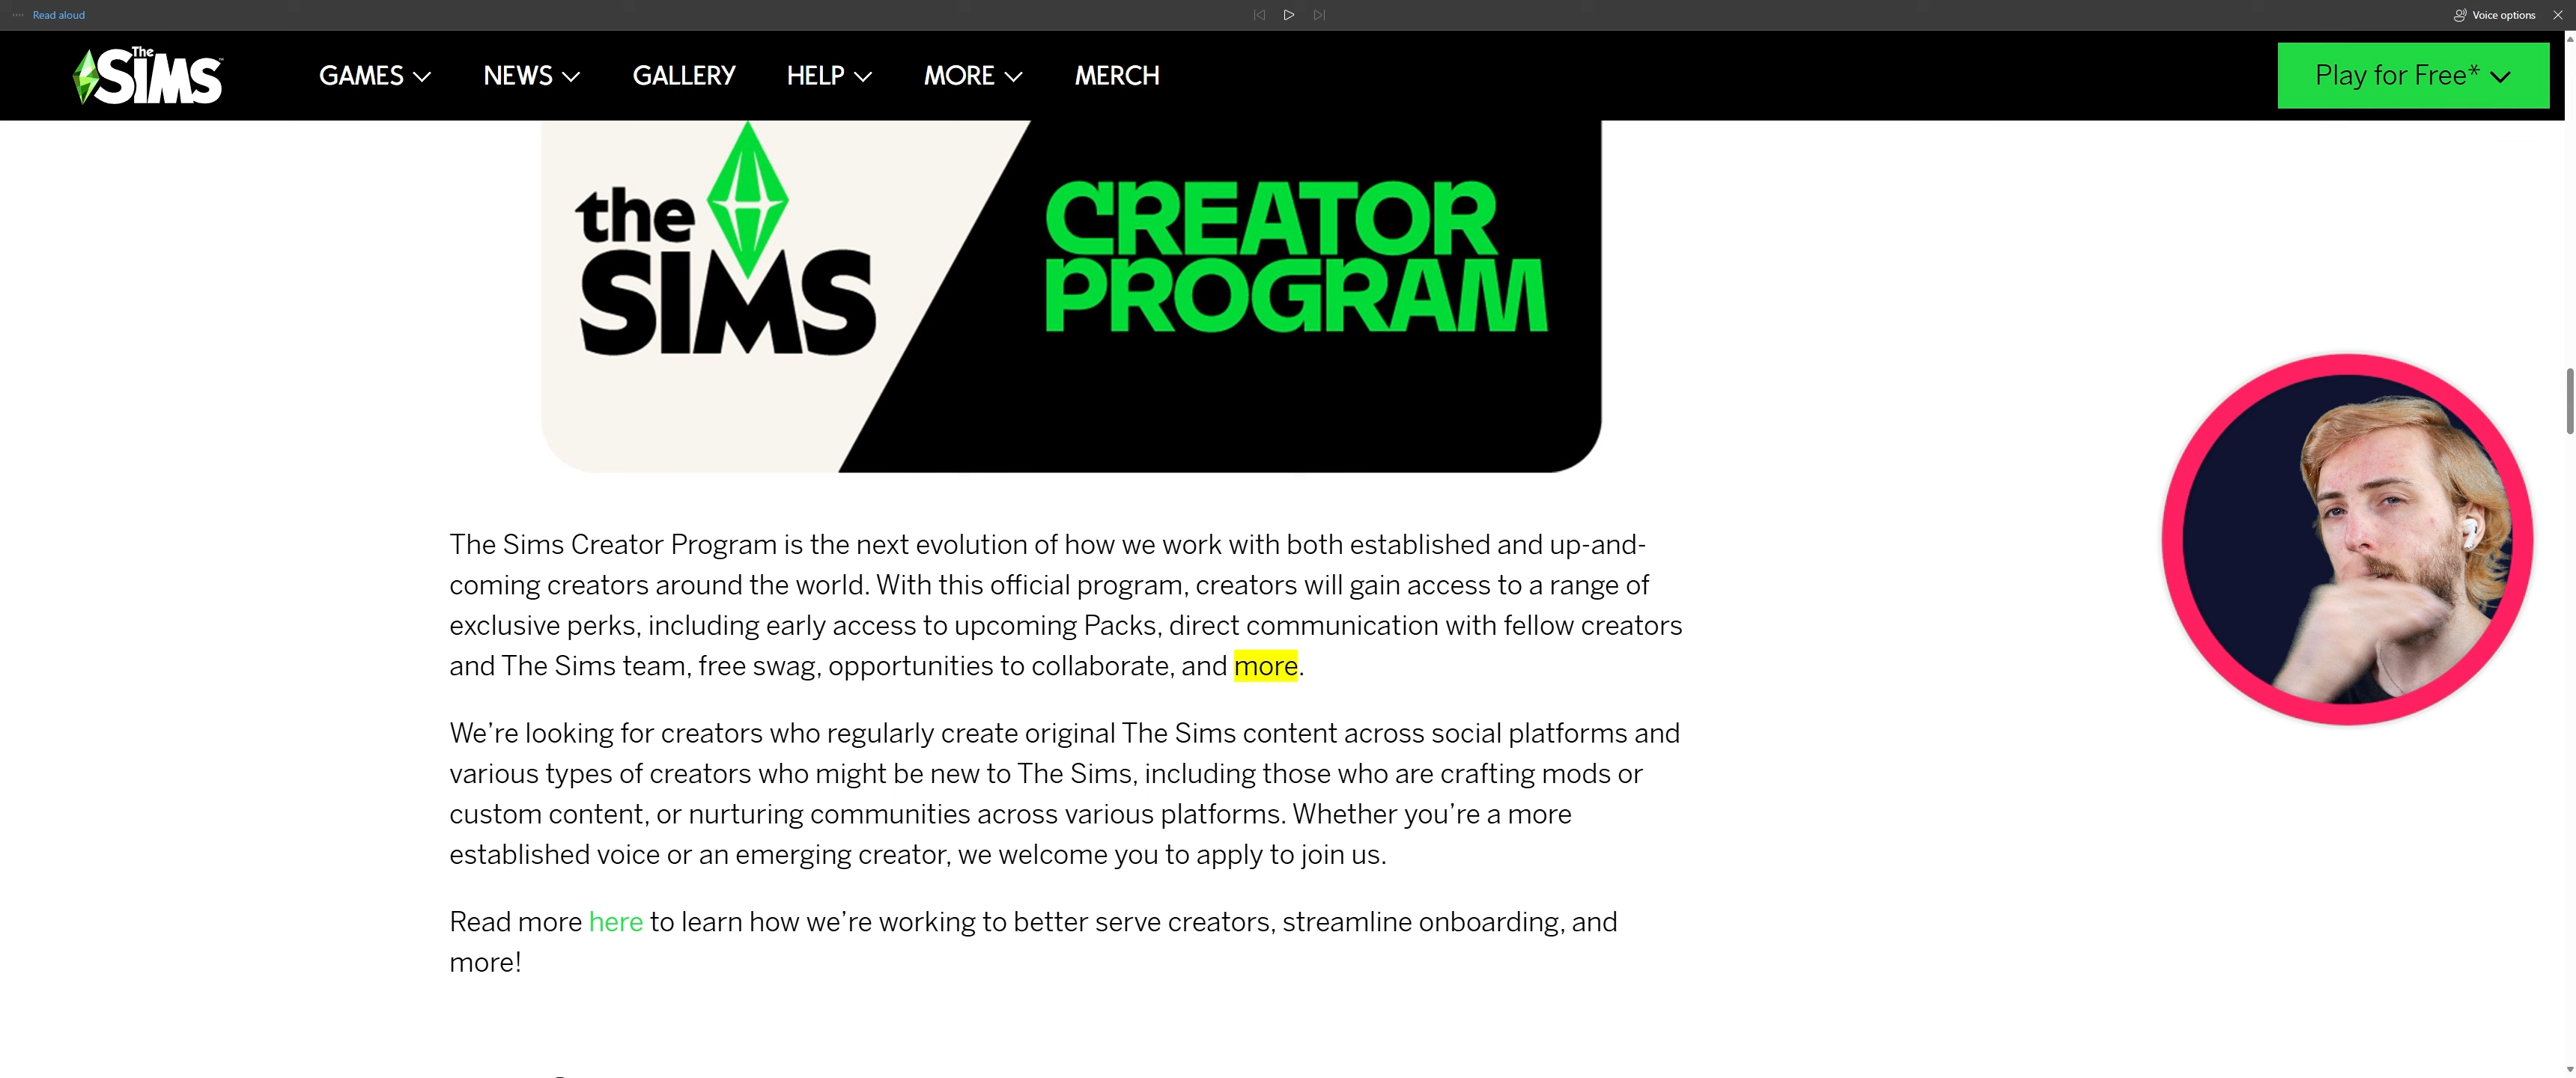 Read aloud
Voice options
The Sims
GAMES NEWS GALLERY HELP MORE MERCH
Play for Free*
the
SIMS
CREATOR
PROGRAM
The Sims Creator Program is the next evolution of how we work with both established and up-and-
coming creators around the world. With this official program, creators will gain access to a range of
exclusive perks, including early access to upcoming Packs, direct communication with fellow creators
and The Sims team, free swag, opportunities to collaborate, and more.
We’re looking for creators who regularly create original The Sims content across social platforms and
various types of creators who might be new to The Sims, including those who are crafting mods or
custom content, or nurturing communities across various platforms. Whether you’re a more
established voice or an emerging creator, we welcome you to apply to join us.
Read more here to learn how we’re working to better serve creators, streamline onboarding, and
more!